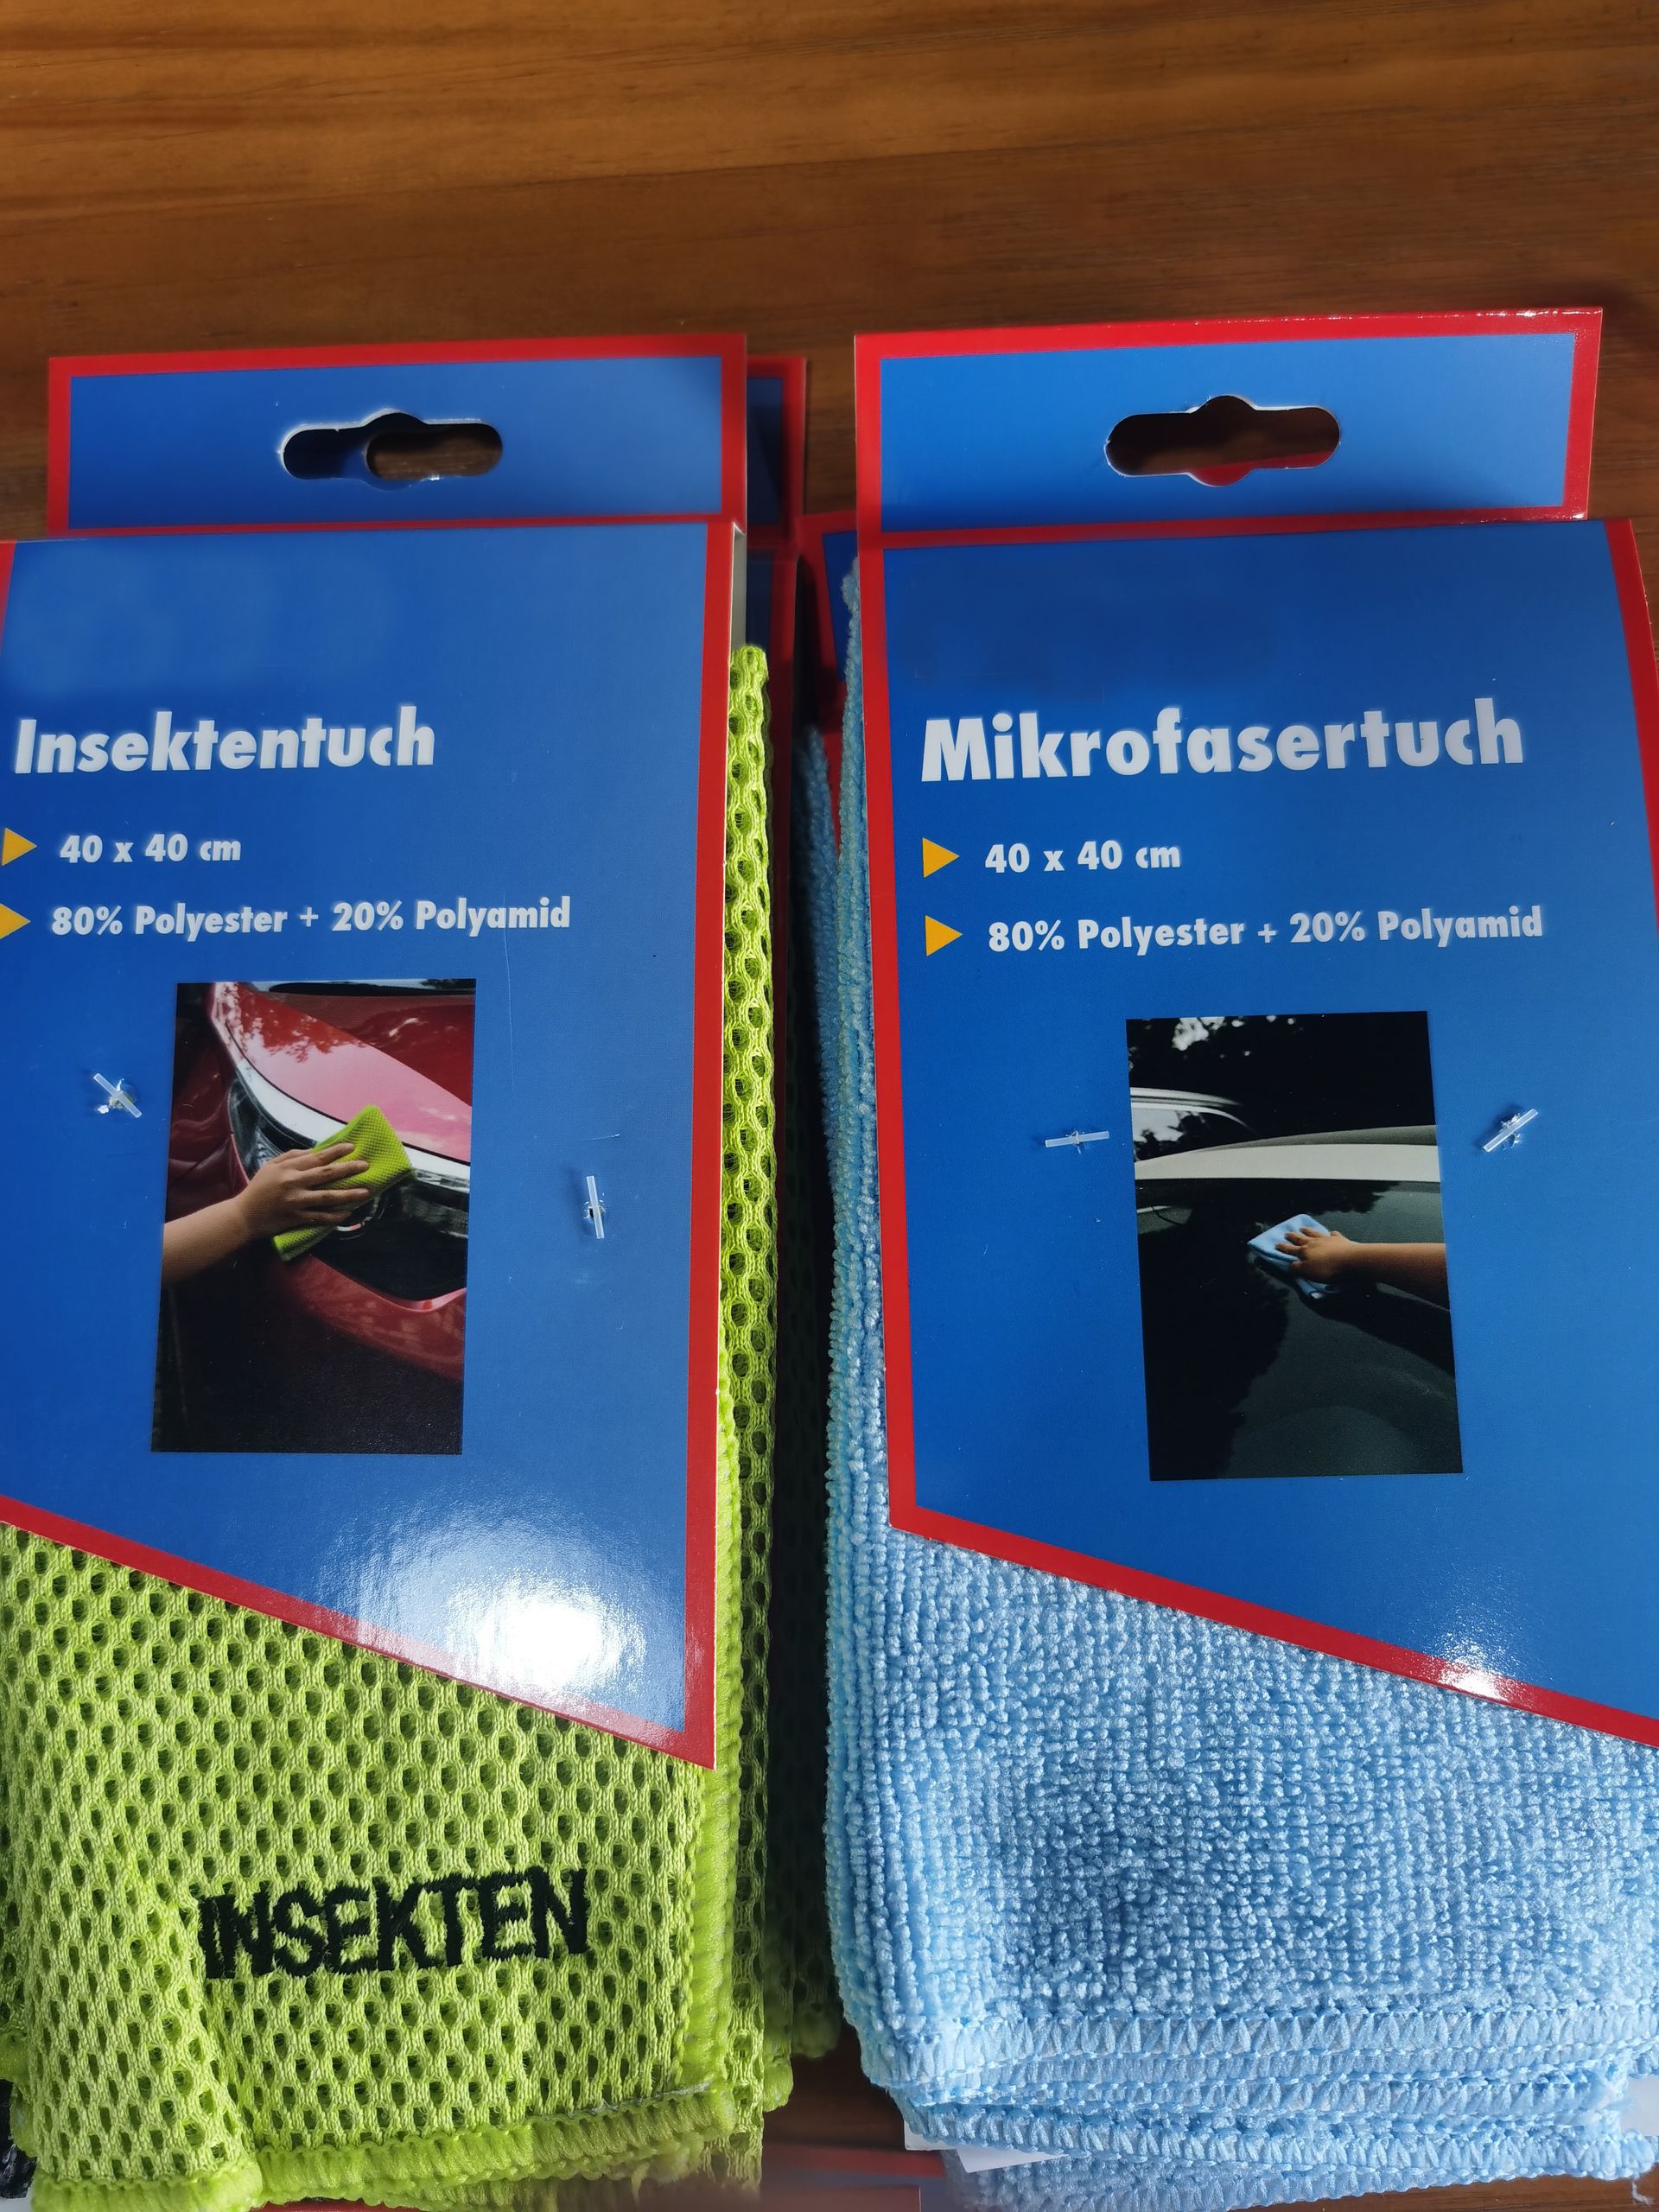 Insektentuch
40 x 40 cm
80% Polyester + 20% Polyamid
INSEKTEN
Mikrofasertuch
40 x 40 cm
80% Polyester + 20% Polyamid